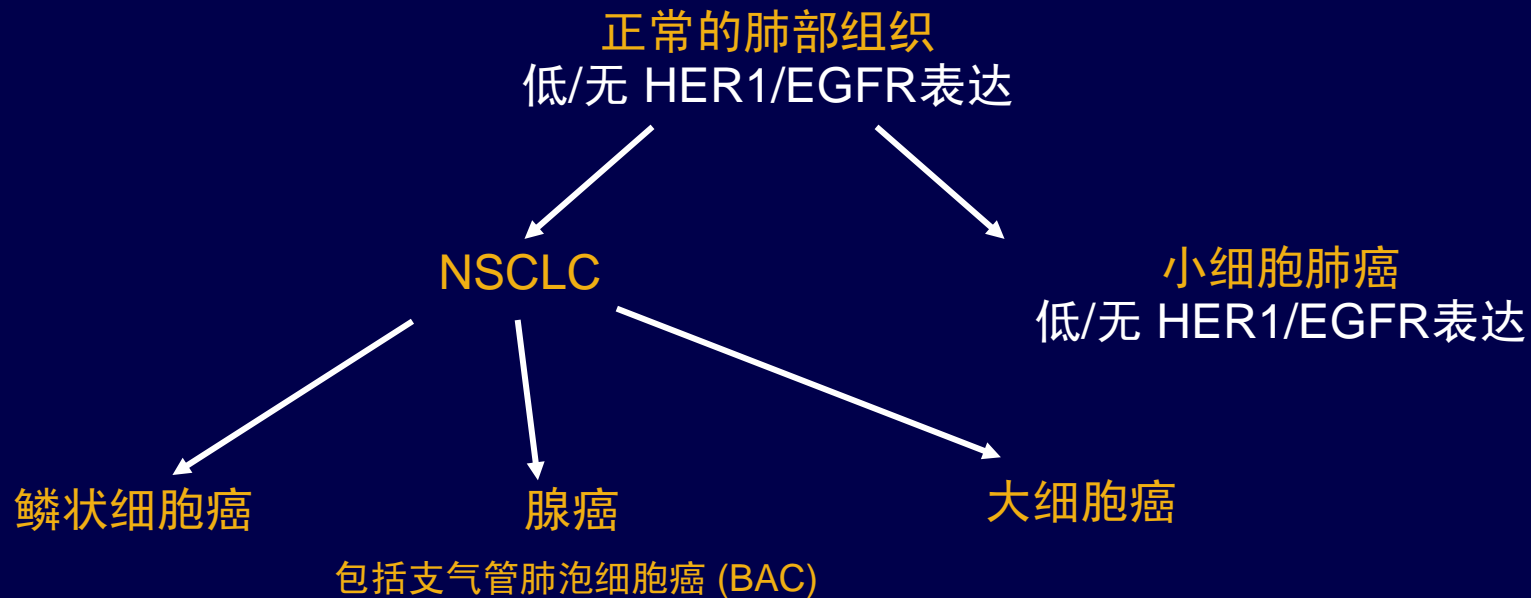 正常的肺部组织
低/无 HER1/EGFR表达
NSCLC
小细胞肺癌
低/无 HER1/EGFR表达
鳞状细胞癌
腺癌
大细胞癌
包括支气管肺泡细胞癌 (BAC)